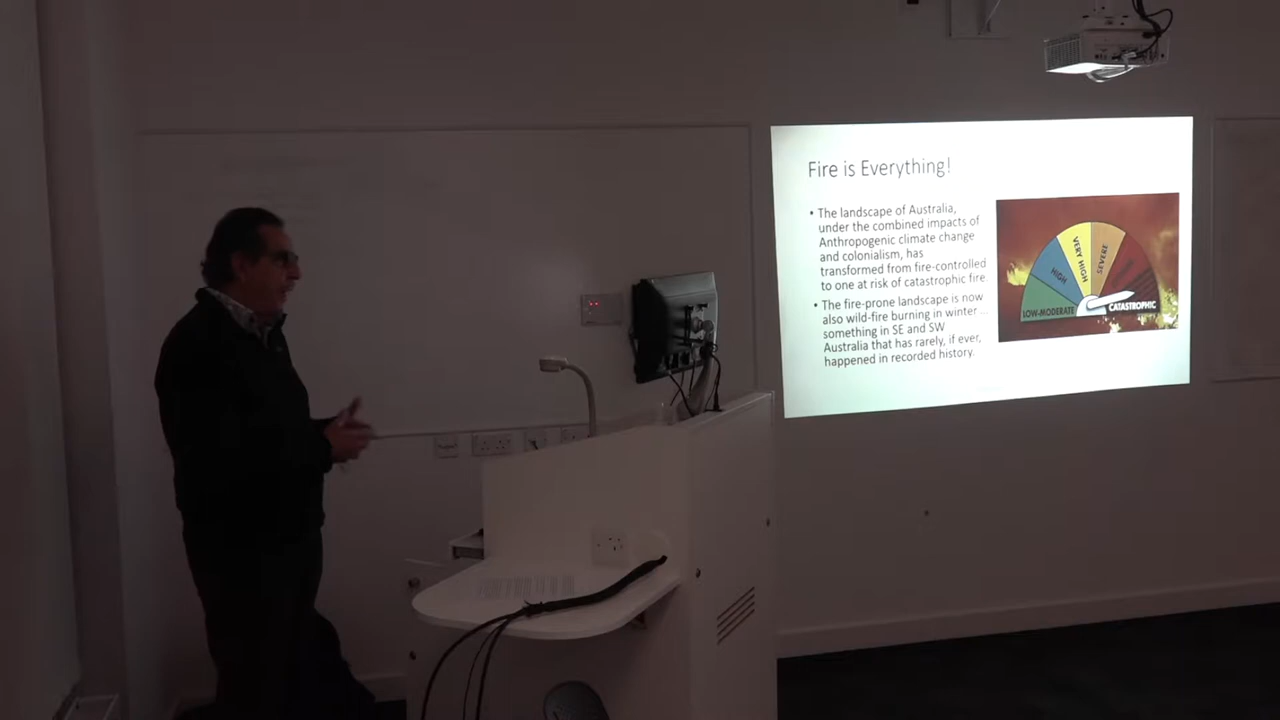 Fire is Everything!
• The landscape of Australia,
under the combined impacts of
Anthropogenic climate change
and colonialism, has
transformed from fire-controlled
to one at risk of catastrophic fire
• The fire-prone landscape is now
also wild-fire burning in winter ...
something in SE and SW
Australia that has rarely, if ever,
happened in recorded history.
LOW-MODERATE
HIGH
VERY HIGH
SEVERE
CATASTROPHIC